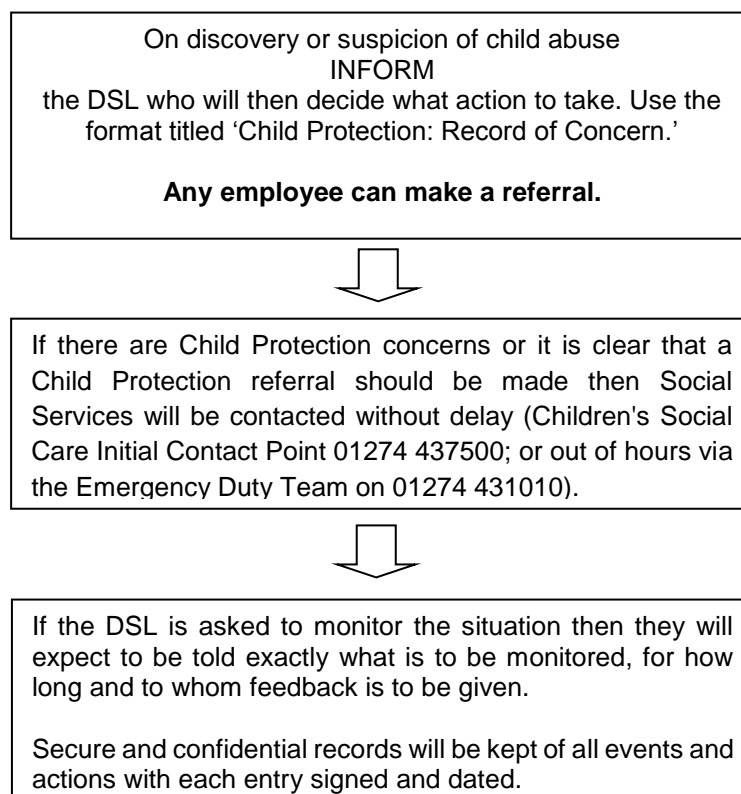 On discovery or suspicion of child abuse
INFORM
the DSL who will then decide what action to take. Use the
format titled ‘Child Protection: Record of Concern.’
Any employee can make a referral.
If there are Child Protection concerns or it is clear that a
Child Protection referral should be made then Social
Services will be contacted without delay (Children's Social
Care Initial Contact Point 01274 437500; or out of hours via
the Emergency Duty Team on 01274 431010).
If the DSL is asked to monitor the situation then they will
expect to be told exactly what is to be monitored, for how
long and to whom feedback is to be given.
Secure and confidential records will be kept of all events and
actions with each entry signed and dated.